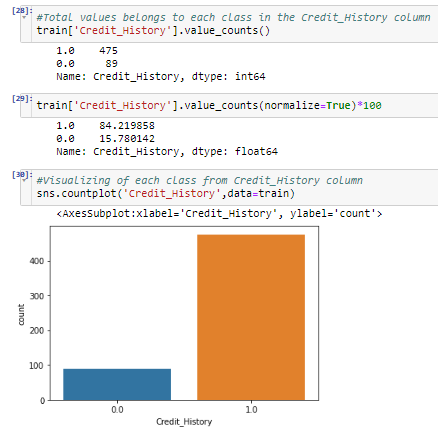 [28]:
#Total values belongs to each class in the Credit_History column
train['Credit_History'].value_counts()
1.0    475
0.0     89
Name: Credit_History, dtype: int64
[29]:
train['Credit_History'].value_counts(normalize=True)*100
1.0    84.219858
0.0    15.780142
Name: Credit_History, dtype: float64
[30]:
#Visualizing of each class from Credit_History column
sns.countplot('Credit_History',data=train)
<AxesSubplot:xlabel='Credit_History', ylabel='count'>
400
300
200
100
0
count
0.0 1.0
Credit_History